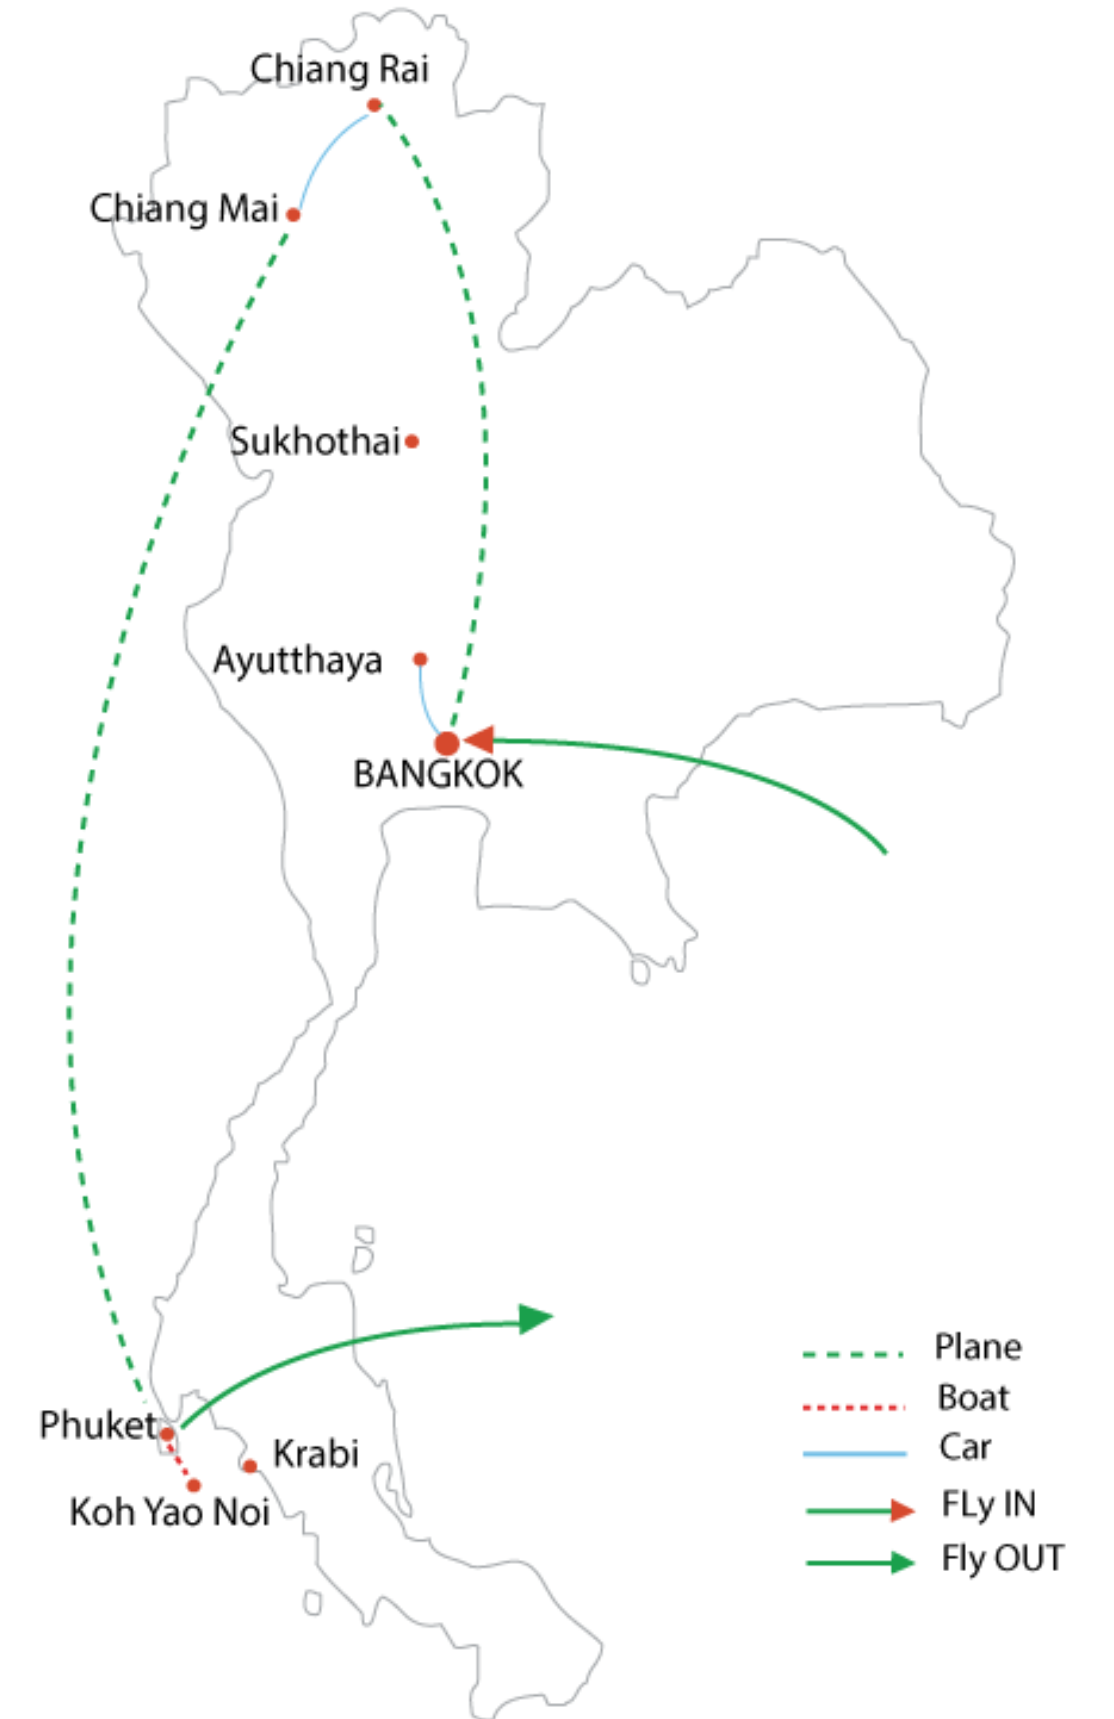 Chiang Rai
Chiang Mai
Sukhothai
Ayutthaya
BANGKOK
Phuket
Krabi
Koh Yao Noi
Plane
Boat
Car
FLy IN
Fly OUT